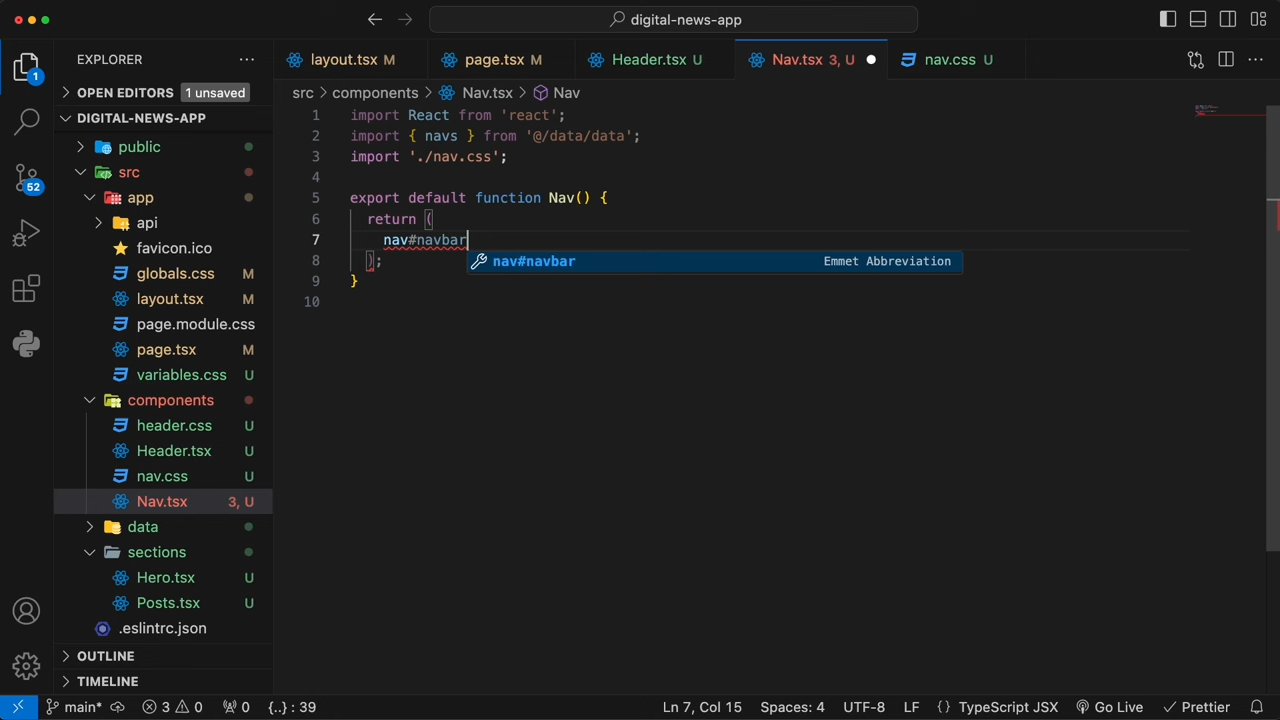 digital-news-app
EXPLORER
layout.tsx M
page.tsx M
Header.tsx U
Nav.tsx 3, U
nav.css U
1
OPEN EDITORS 1 unsaved
src > components > Nav.tsx > Nav
DIGITAL-NEWS-APP
public
src
app
api
favicon.ico
globals.css M
layout.tsx M
page.module.css
page.tsx M
variables.css U
components
header.css U
Header.tsx U
nav.css U
Nav.tsx 3, U
data
sections
Hero.tsx U
Posts.tsx U
.eslintrc.json
OUTLINE
TIMELINE
52
1 import React from 'react';
2 import { navs } from '@/data/data';
3 import './nav.css';
4
5 export default function Nav() {
6 return (
7 nav#navbar
8 );
9 }
10
nav#navbar Emmet Abbreviation
main* 3 0 0 {..} : 39 Ln 7, Col 15 Spaces: 4 UTF-8 LF {} TypeScript JSX Go Live Prettier